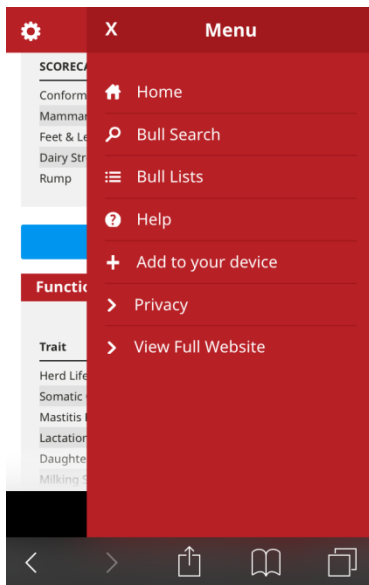 X Menu
SCORECA
Conform
Mammar
Feet & Le
Dairy Str
Rump
Home
Bull Search
Bull Lists
Help
Add to your device
Privacy
View Full Website
Functio
Trait
Herd Life
Somatic
Mastitis
Lactation
Daughte
Milking S